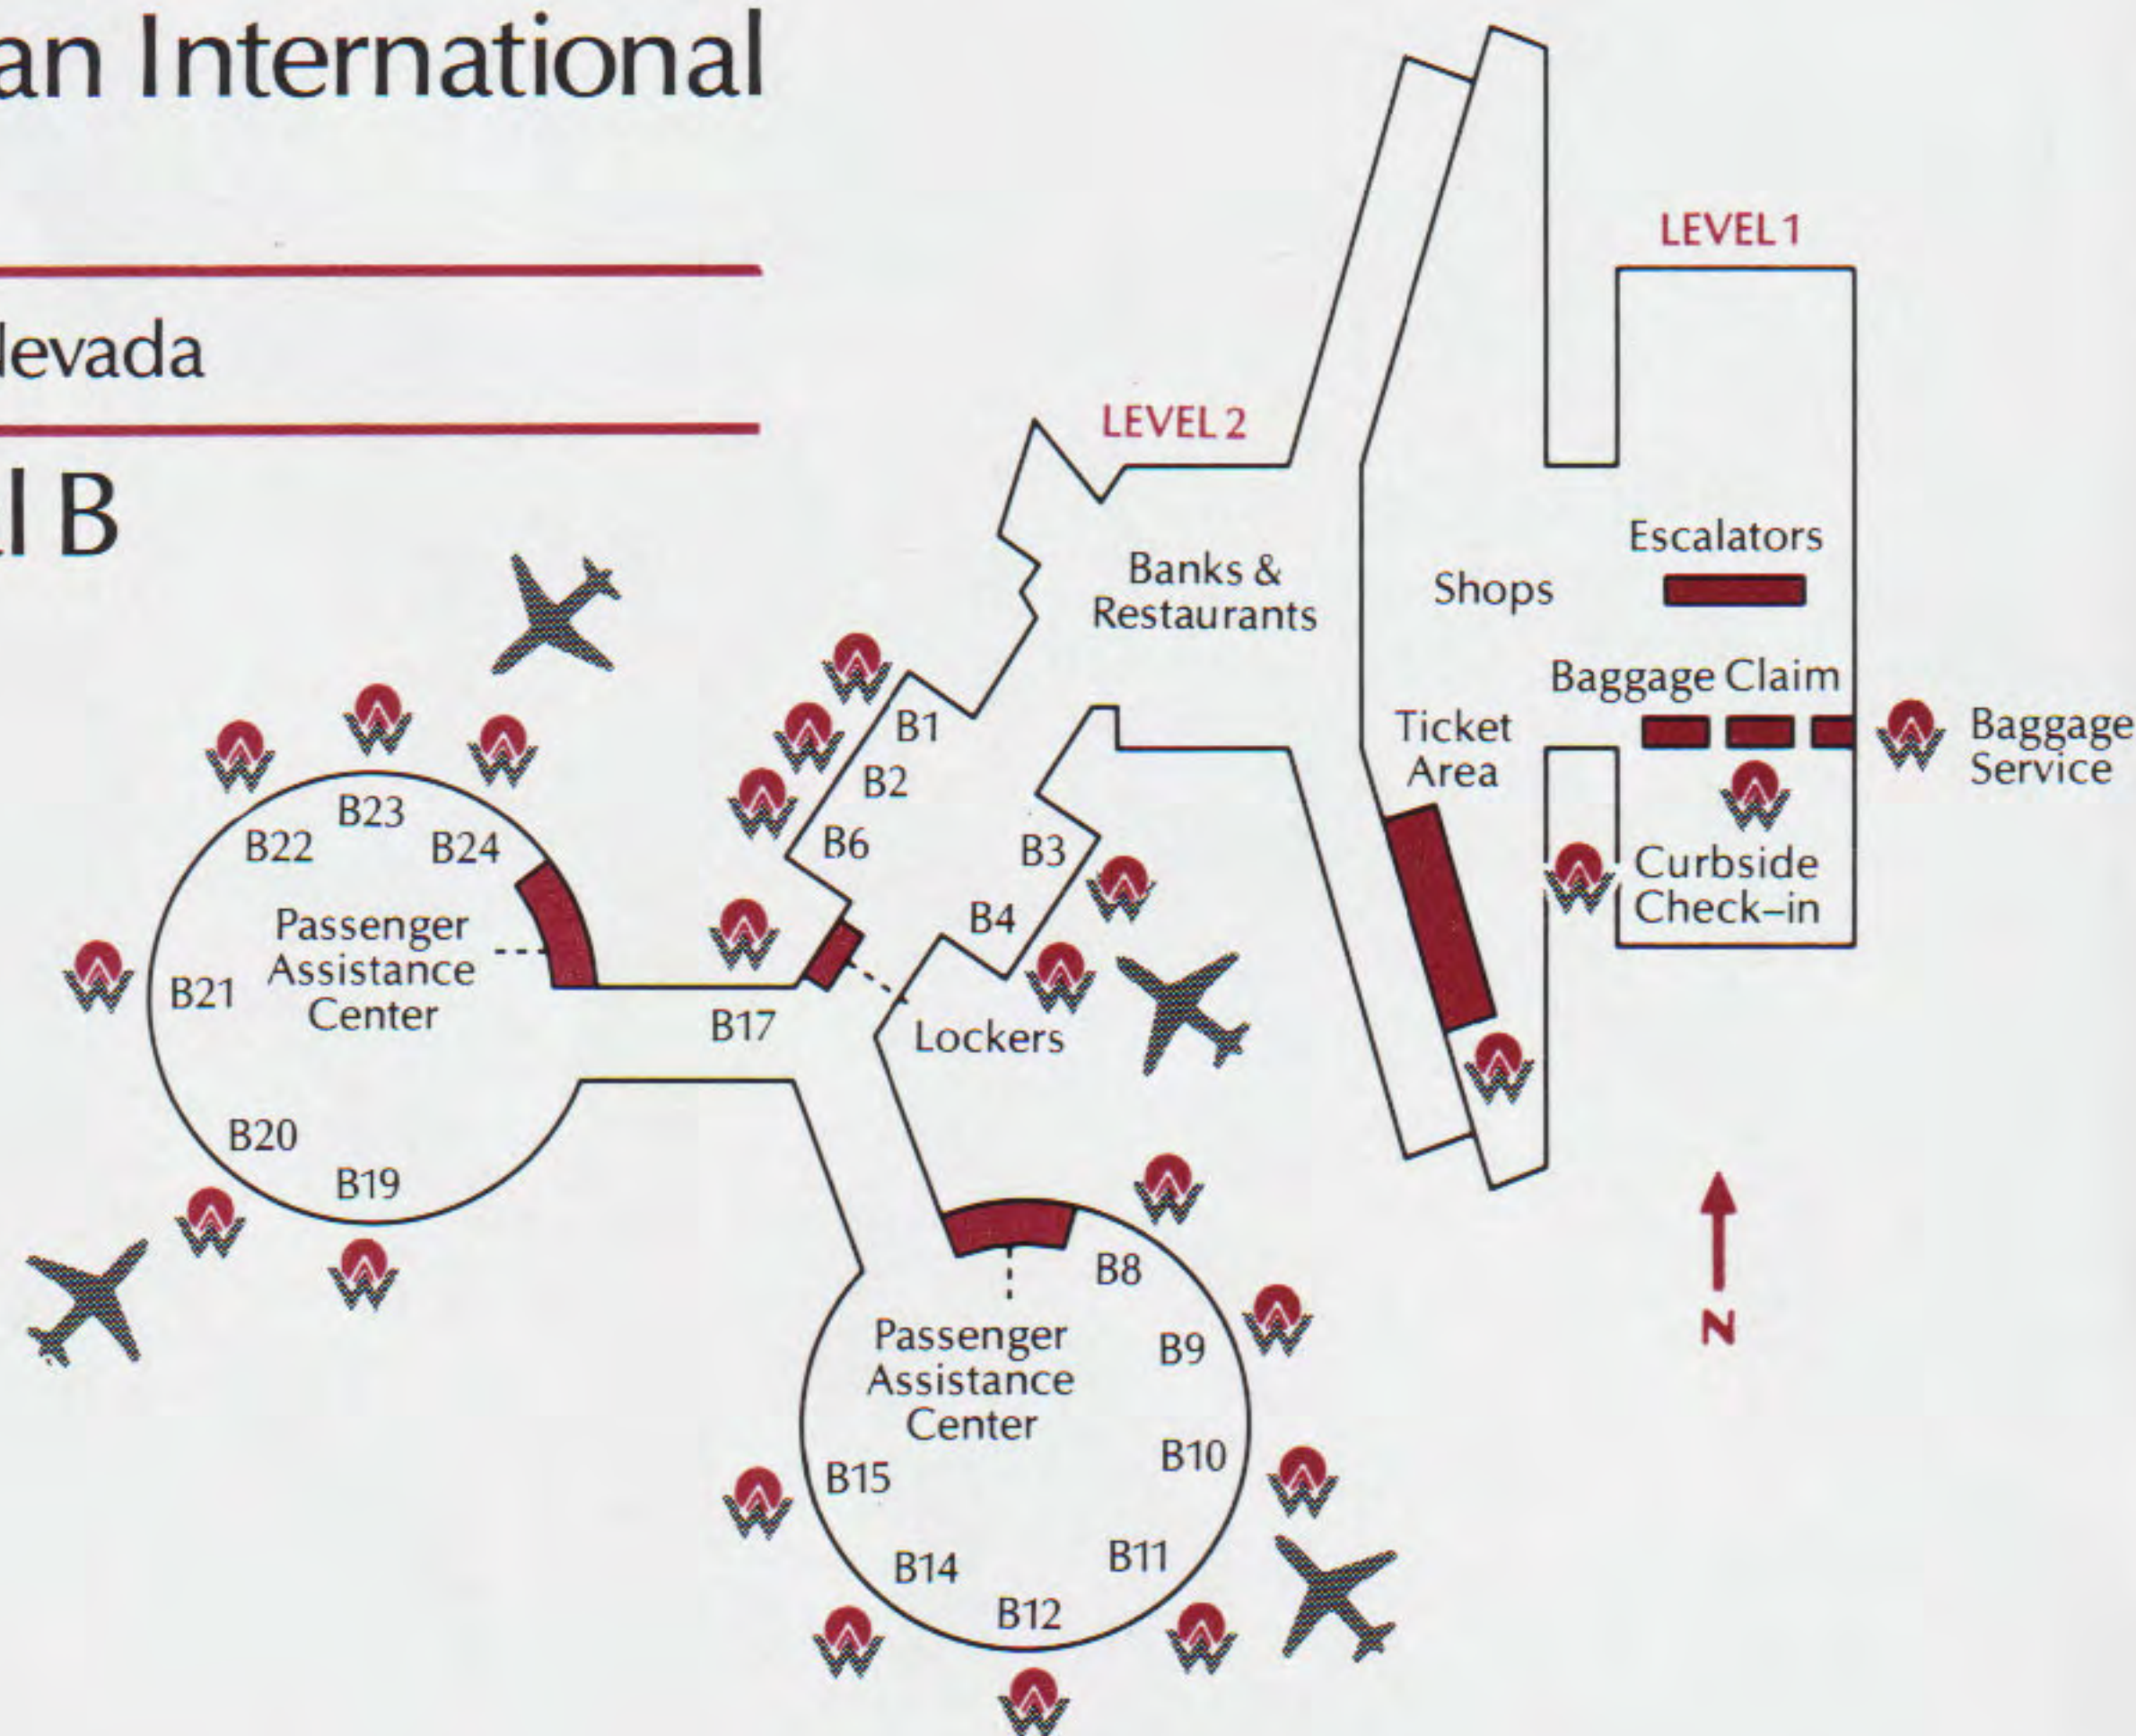 an International
Nevada
l B
LEVEL 1
LEVEL 2
Escalators
Banks &
Restaurants
Shops
Baggage Claim
Ticket
Area
Baggage
Service
Curbside
Check–in
B1
B2
B6
B3
B4
B23
B22
B24
Passenger
Assistance
Center
B21
B17
Lockers
B20
B19
B8
Passenger
Assistance
Center
B9
B10
B15
B11
B14
B12
N